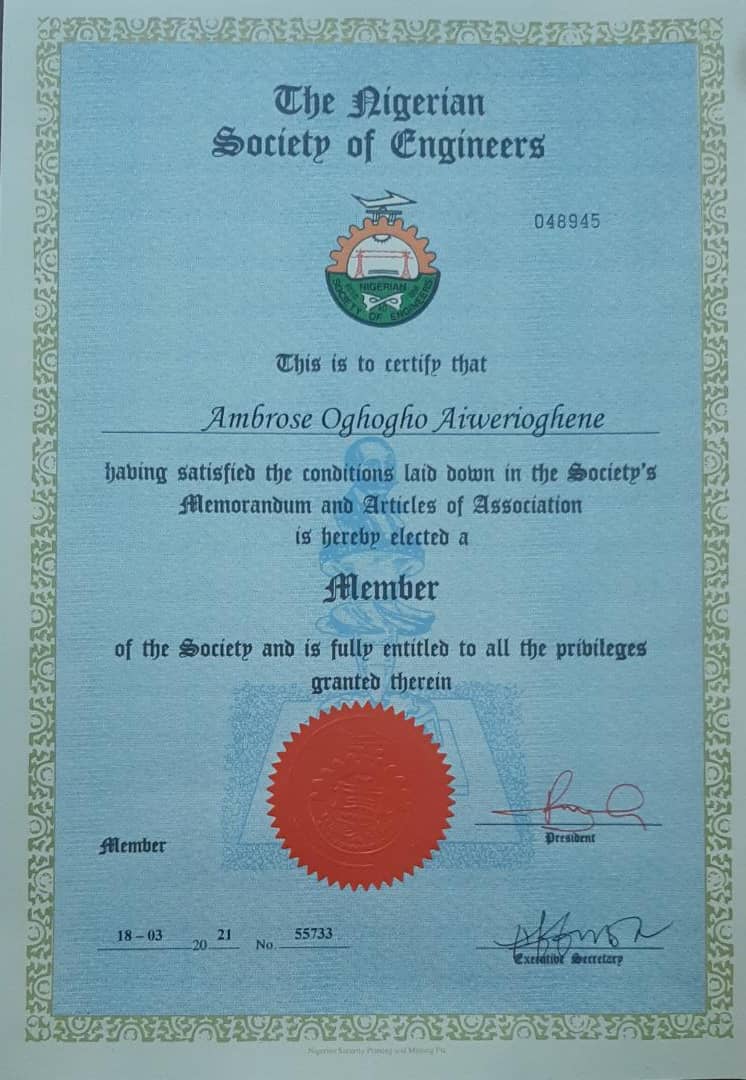 The Nigerian
Society of Engineers
048945
NIGERIAN
SOCIETY OF ENGINEERS
This is to certify that
Ambrose Oghogho Aiwerioghene
having satisfied the conditions laid down in the Society's
Memorandum and Articles of Association
is hereby elected a
Member
of the Society and is fully entitled to all the privileges
granted therein
President
Member
18 - 03 20 21 No. 55733
Executive Secretary
Nigerian Security Printing and Minting Plc